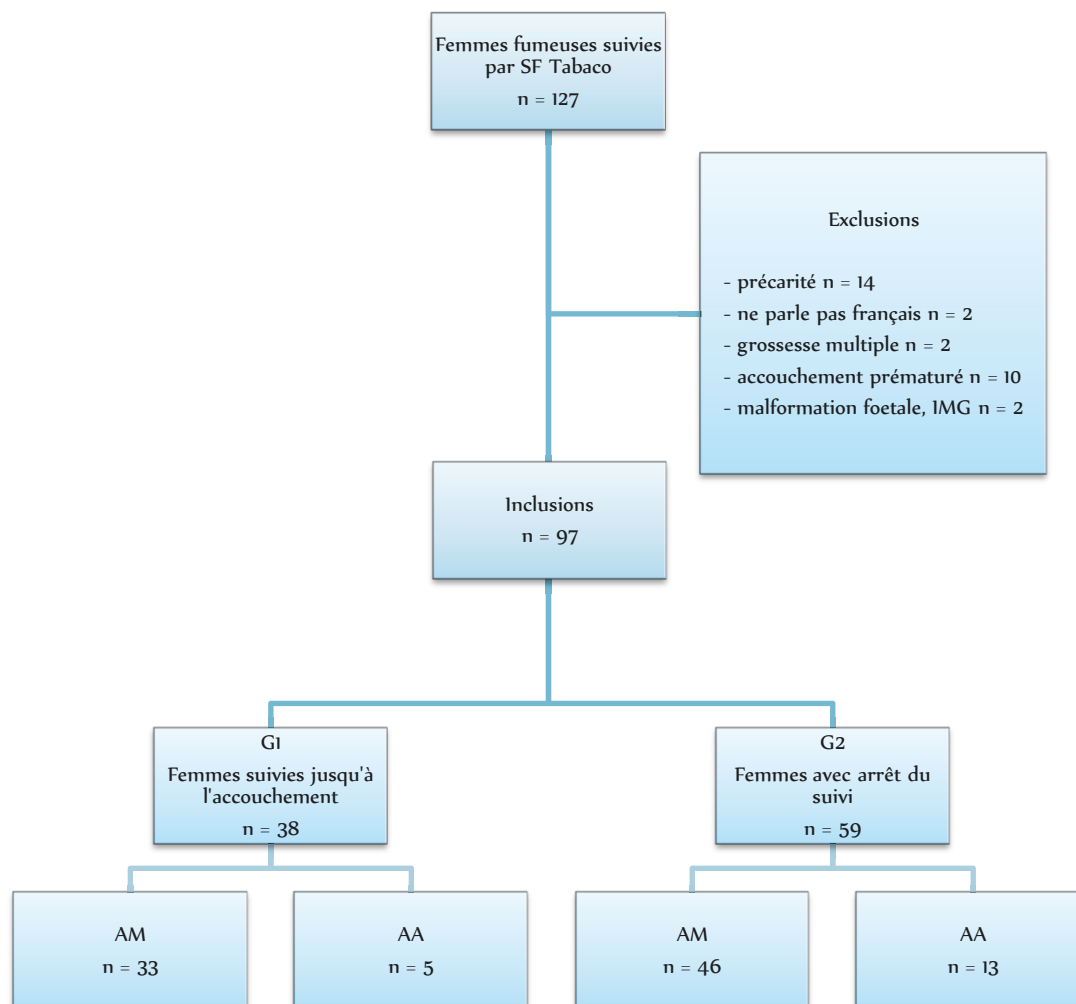 Femmes fumeuses suivies
par SF Tabaco
n = 127
Exclusions
- précarité n = 14
- ne parle pas français n = 2
- grossesse multiple n = 2
- accouchement prématuré n = 10
- malformation foetale, IMG n = 2
Inclusions
n = 97
G1
Femmes suivies jusqu'à
l'accouchement
n = 38
G2
Femmes avec arrêt du
suivi
n = 59
AM
n = 33
AA
n = 5
AM
n = 46
AA
n = 13